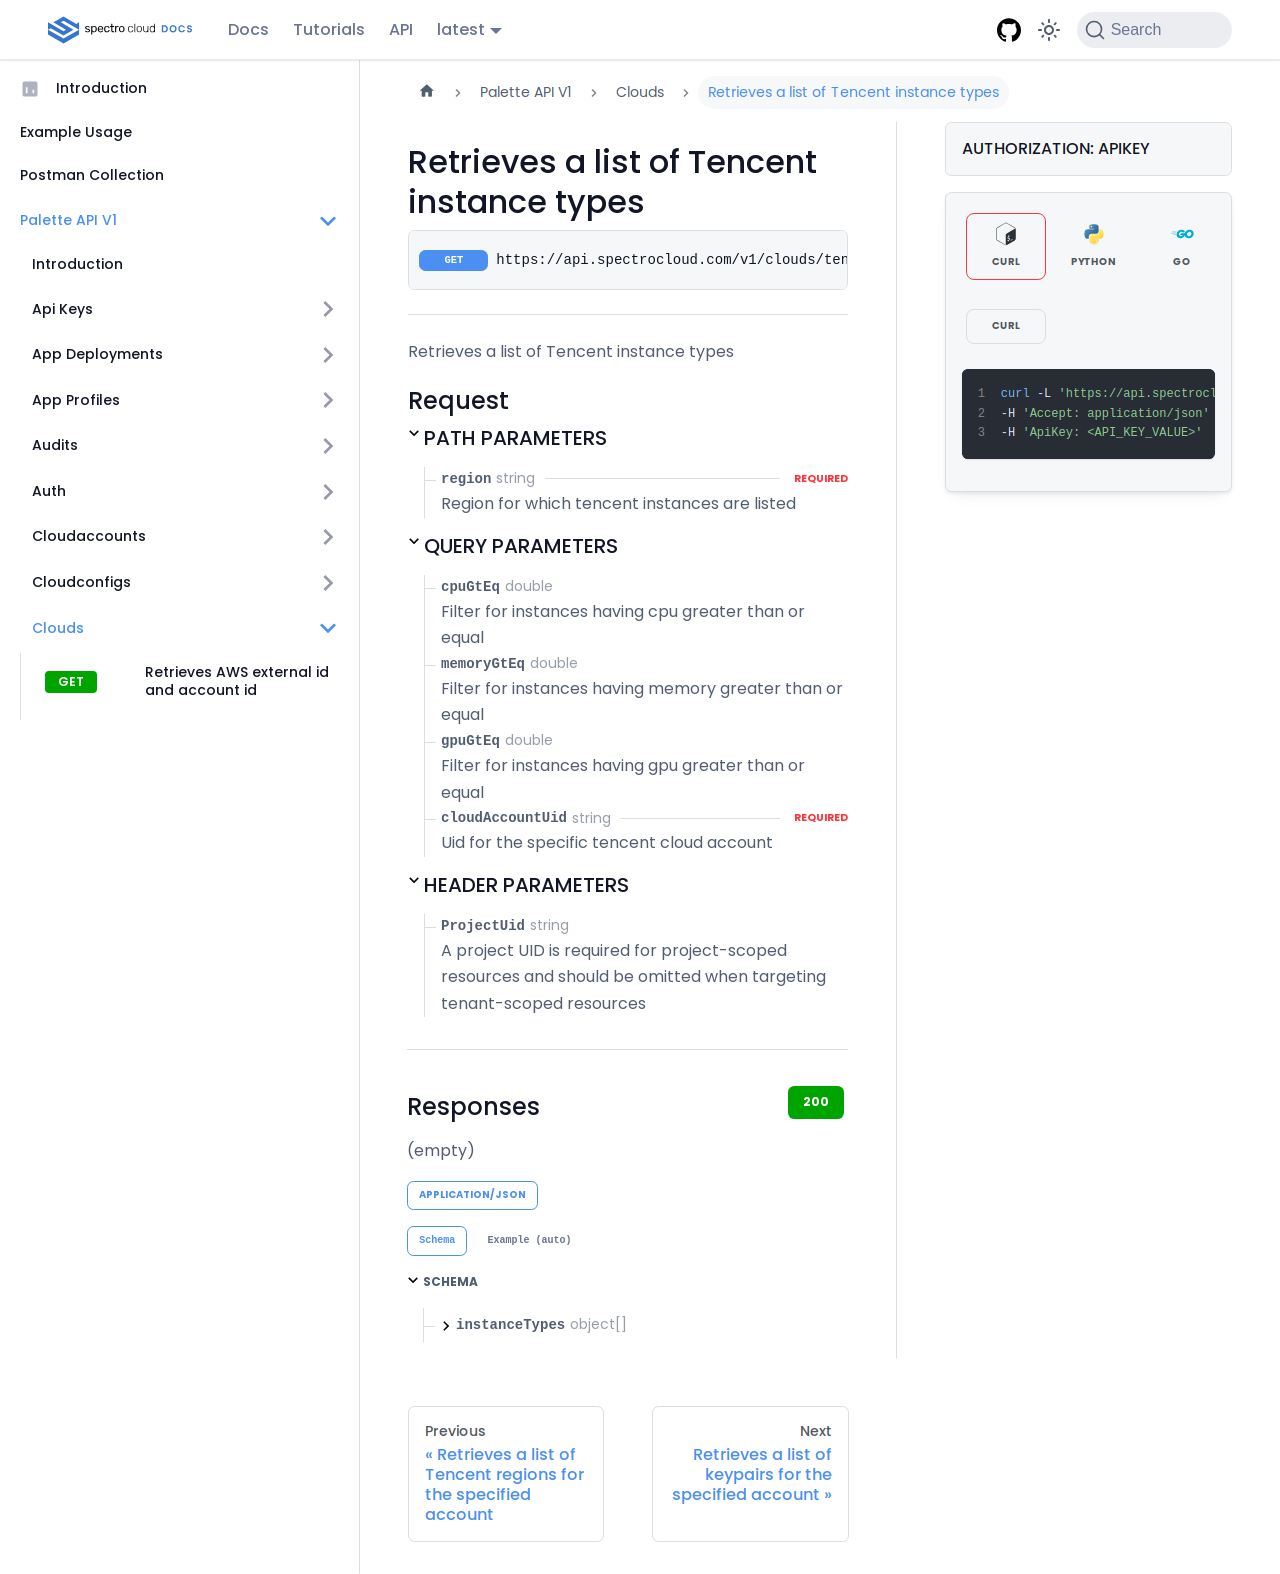 spectro cloud DOCS
Docs
Tutorials
API
latest
Search
Introduction
Example Usage
Postman Collection
Palette API V1
Introduction
Api Keys
App Deployments
App Profiles
Audits
Auth
Cloudaccounts
Cloudconfigs
Clouds
GET
Retrieves AWS external id
and account id
Palette API V1
Clouds
Retrieves a list of Tencent instance types
Retrieves a list of Tencent
instance types
GET https://api.spectrocloud.com/v1/clouds/ten
Retrieves a list of Tencent instance types
Request
PATH PARAMETERS
region string REQUIRED
Region for which tencent instances are listed
QUERY PARAMETERS
cpuGtEq double
Filter for instances having cpu greater than or
equal
memoryGtEq double
Filter for instances having memory greater than or
equal
gpuGtEq double
Filter for instances having gpu greater than or
equal
cloudAccountUid string REQUIRED
Uid for the specific tencent cloud account
HEADER PARAMETERS
ProjectUid string
A project UID is required for project-scoped
resources and should be omitted when targeting
tenant-scoped resources
Responses
200
(empty)
APPLICATION/JSON
Schema
Example (auto)
SCHEMA
instanceTypes object[]
Previous
« Retrieves a list of
Tencent regions for
the specified
account
Next
Retrieves a list of
keypairs for the
specified account »
AUTHORIZATION: APIKEY
CURL
PYTHON
GO
CURL
1 curl -L 'https://api.spectrocl
2 -H 'Accept: application/json'
3 -H 'ApiKey: <API_KEY_VALUE>'